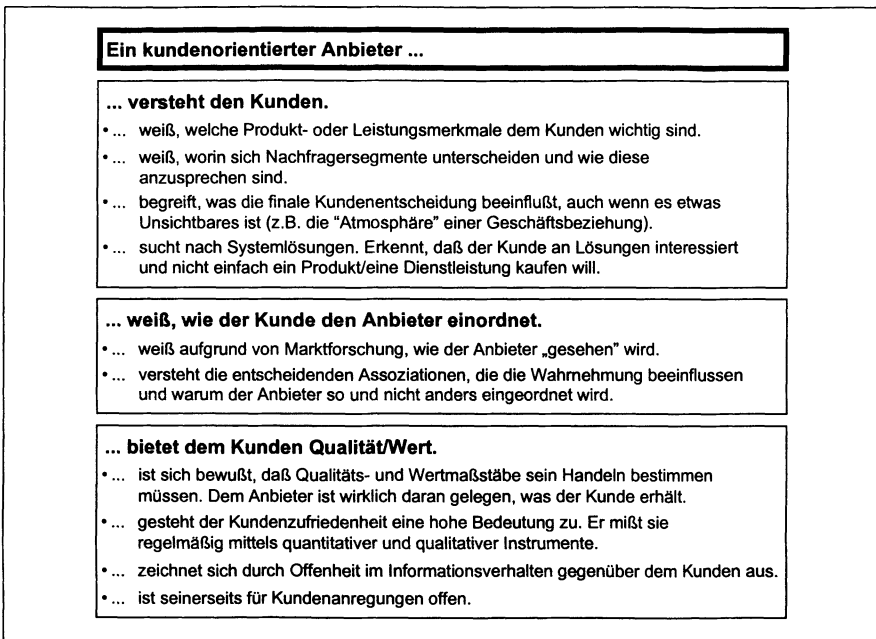 Ein kundenorientierter Anbieter ...
... versteht den Kunden.
• ... weiß, welche Produkt- oder Leistungsmerkmale dem Kunden wichtig sind.
• ... weiß, worin sich Nachfragersegmente unterscheiden und wie diese
anzusprechen sind.
• ... begreift, was die finale Kundenentscheidung beeinflußt, auch wenn es etwas
Unsichtbares ist (z.B. die "Atmosphäre" einer Geschäftsbeziehung).
• ... sucht nach Systemlösungen. Erkennt, daß der Kunde an Lösungen interessiert
und nicht einfach ein Produkt/eine Dienstleistung kaufen will.
... weiß, wie der Kunde den Anbieter einordnet.
• ... weiß aufgrund von Marktforschung, wie der Anbieter „gesehen" wird.
• ... versteht die entscheidenden Assoziationen, die die Wahrnehmung beeinflussen
und warum der Anbieter so und nicht anders eingeordnet wird.
... bietet dem Kunden Qualität/Wert.
• ... ist sich bewußt, daß Qualitäts- und Wertmaßstäbe sein Handeln bestimmen
müssen. Dem Anbieter ist wirklich daran gelegen, was der Kunde erhält.
• ... gesteht der Kundenzufriedenheit eine hohe Bedeutung zu. Er mißt sie
regelmäßig mittels quantitativer und qualitativer Instrumente.
• ... zeichnet sich durch Offenheit im Informationsverhalten gegenüber dem Kunden aus.
• ... ist seinerseits für Kundenanregungen offen.